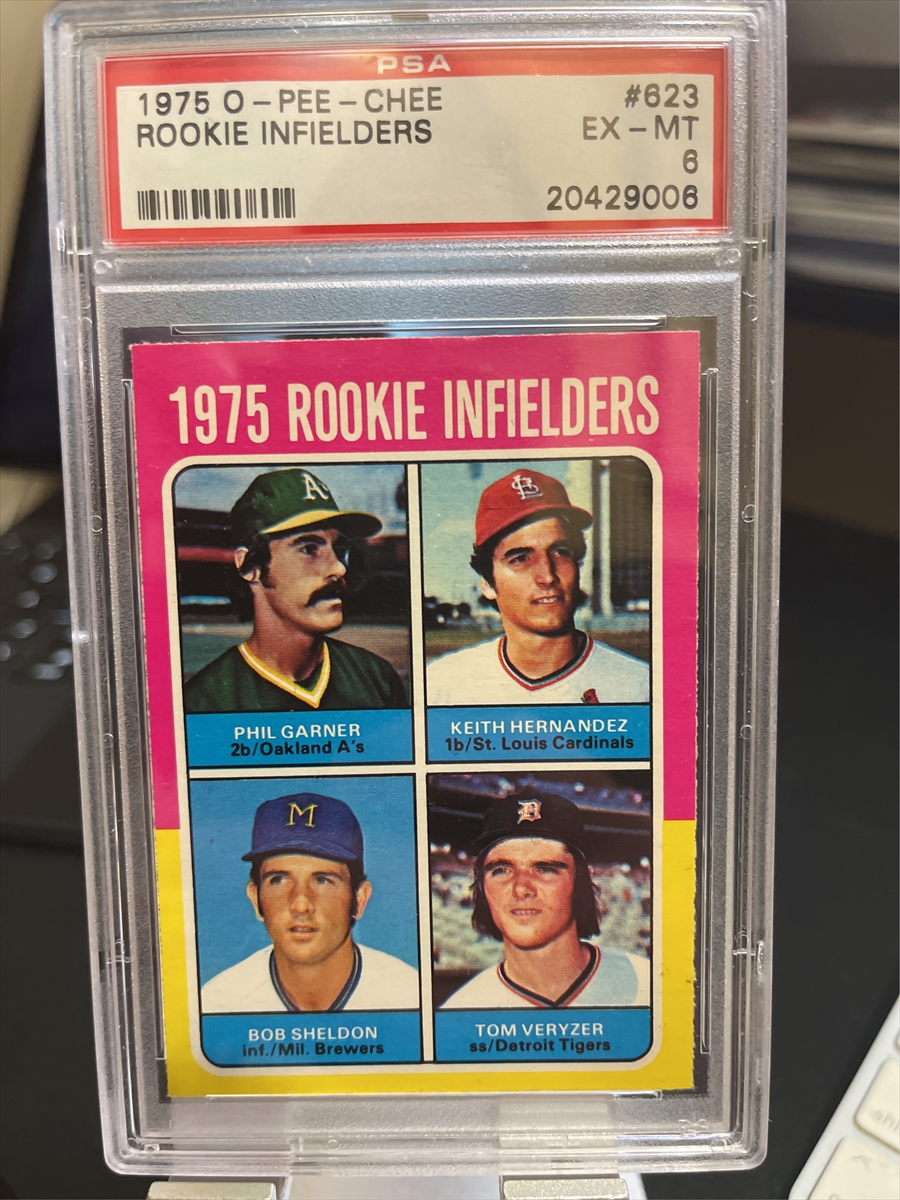 PSA
1975 O-PEE-CHEE #623
ROOKIE INFIELDERS EX-MT
6
20429006
1975 ROOKIE INFIELDERS
A's
PHIL GARNER
2b/Oakland A's
KEITH HERNANDEZ
1b/St. Louis Cardinals
M
BOB SHELDON
inf./Mil. Brewers
D
TOM VERYZER
ss/Detroit Tigers